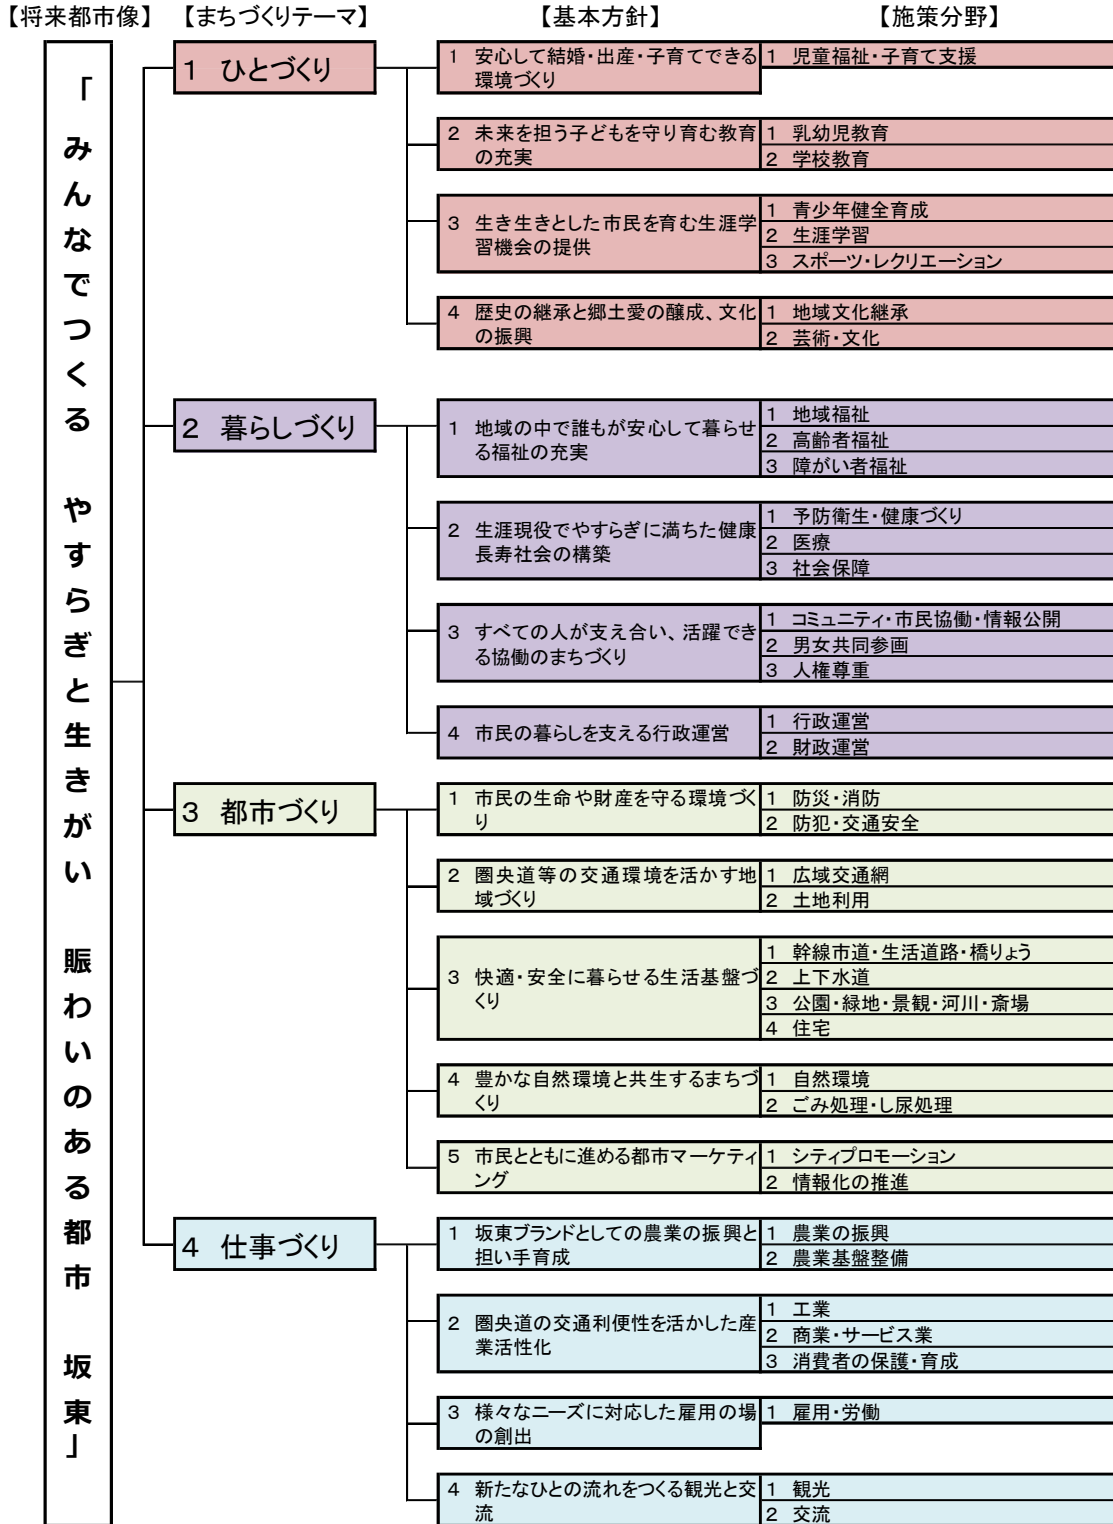 【将来都市像】 【まちづくりテーマ】 【基本方針】 【施策分野】
「みんなでつくる やすらぎと生きがい 賑わいのある都市 坂東」
1 ひとづくり
1 安心して結婚・出産・子育てできる
環境づくり
1 児童福祉・子育て支援
2 未来を担う子どもを守り育む教育
の充実
1 乳幼児教育
2 学校教育
3 生き生きとした市民を育む生涯学
習機会の提供
1 青少年健全育成
2 生涯学習
3 スポーツ・レクリエーション
4 歴史の継承と郷土愛の醸成、文化
の振興
1 地域文化継承
2 芸術・文化
2 暮らしづくり
1 地域の中で誰もが安心して暮らせ
る福祉の充実
1 地域福祉
2 高齢者福祉
3 障がい者福祉
2 生涯現役でやすらぎに満ちた健康
長寿社会の構築
1 予防衛生・健康づくり
2 医療
3 社会保障
3 すべての人が支え合い、活躍でき
る協働のまちづくり
1 コミュニティ・市民協働・情報公開
2 男女共同参画
3 人権尊重
4 市民の暮らしを支える行政運営
1 行政運営
2 財政運営
3 都市づくり
1 市民の生命や財産を守る環境づく
り
1 防災・消防
2 防犯・交通安全
2 圏央道等の交通環境を活かす地
域づくり
1 広域交通網
2 土地利用
3 快適・安全に暮らせる生活基盤づ
くり
1 幹線市道・生活道路・橋りょう
2 上下水道
3 公園・緑地・景観・河川・斎場
4 住宅
4 豊かな自然環境と共生するまちづ
くり
1 自然環境
2 ごみ処理・し尿処理
5 市民とともに進める都市マーケティ
ング
1 シティプロモーション
2 情報化の推進
4 仕事づくり
1 坂東ブランドとしての農業の振興と
担い手育成
1 農業の振興
2 農業基盤整備
2 圏央道の交通利便性を活かした産
業活性化
1 工業
2 商業・サービス業
3 消費者の保護・育成
3 様々なニーズに対応した雇用の場
の創出
1 雇用・労働
4 新たなひとの流れをつくる観光と交
流
1 観光
2 交流